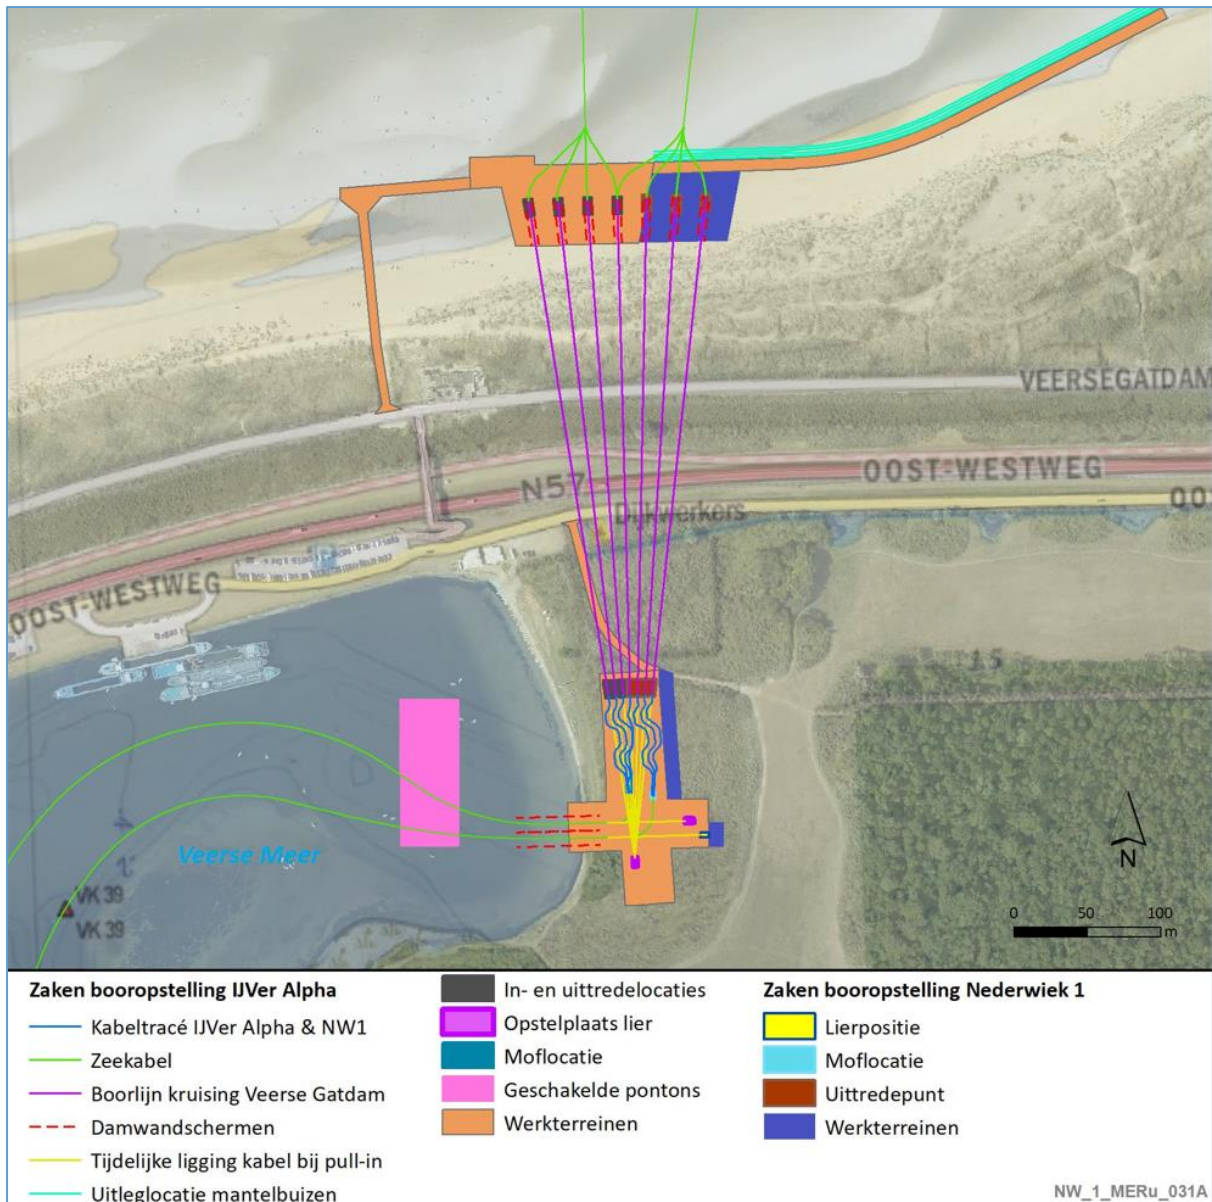 VEERSEGATDAM
OOST-WESTWEG
N57
OO
Dijkwerkers
OOST-WESTWEG
Veerse Meer
VK 39
VK 39
N
0 50 100
m
Zaken booropstelling IJVer Alpha
Kabeltracé IJVer Alpha & NW1
Zeekabel
Boorlijn kruising Veerse Gatdam
Damwandschermen
Tijdelijke ligging kabel bij pull-in
Uitleglocatie mantelbuizen
In- en uittredelocaties
Opstelplaats lier
Moflocatie
Geschakelde pontons
Werkterreinen
Zaken booropstelling Nederwiek 1
Lierpositie
Moflocatie
Uittredepunt
Werkterreinen
NW_1_MERu_031A